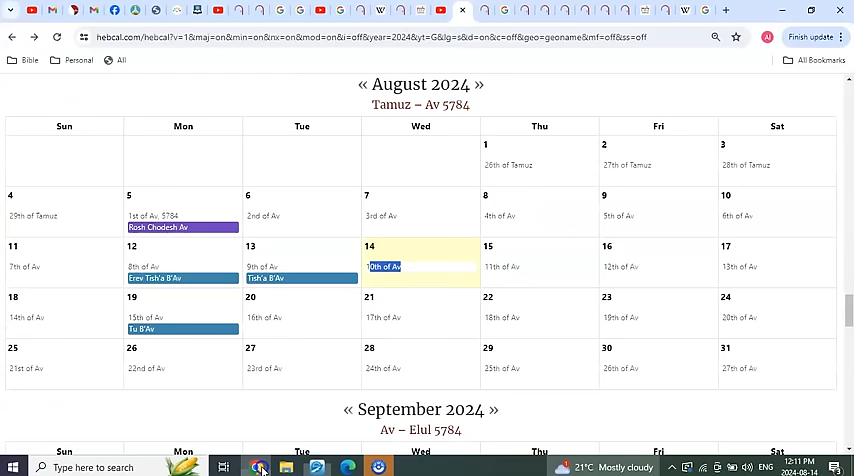 hebcal.com/hebcal?v=1&maj=on&min=on&nx=on&mod=on&i=off&year=2024&yt=G&lg=s&d=on&c=off&geo=geoname&mf=off&ss=off
Finish update
Bible Personal All All Bookmarks
« August 2024 »
Tamuz – Av 5784
Sun Mon Tue Wed Thu Fri Sat
1 2 3
26th of Tamuz 27th of Tamuz 28th of Tamuz
4 5 6 7 8 9 10
29th of Tamuz 1st of Av, 5784 2nd of Av 3rd of Av 4th of Av 5th of Av 6th of Av
Rosh Chodesh Av
11 12 13 14 15 16 17
7th of Av 8th of Av 9th of Av 10th of Av 11th of Av 12th of Av 13th of Av
Erev Tish'a B'Av Tish'a B'Av
18 19 20 21 22 23 24
14th of Av 15th of Av 16th of Av 17th of Av 18th of Av 19th of Av 20th of Av
Tu B'Av
25 26 27 28 29 30 31
21st of Av 22nd of Av 23rd of Av 24th of Av 25th of Av 26th of Av 27th of Av
« September 2024 »
Av – Elul 5784
Sun Mon Tue Wed Thu Fri Sat
Type here to search
21°C Mostly cloudy
ENG
12:11 PM
2024-08-14